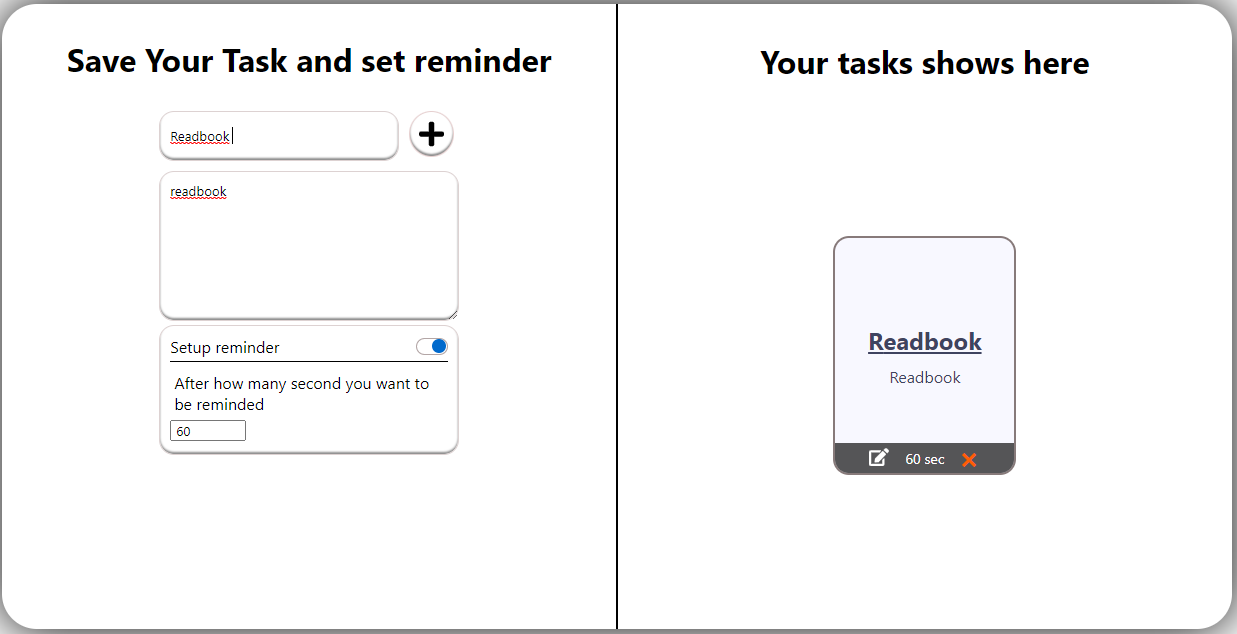 Save Your Task and set reminder
Readbook
readbook
Setup reminder
After how many second you want to
be reminded
60
Your tasks shows here
Readbook
Readbook
60 sec